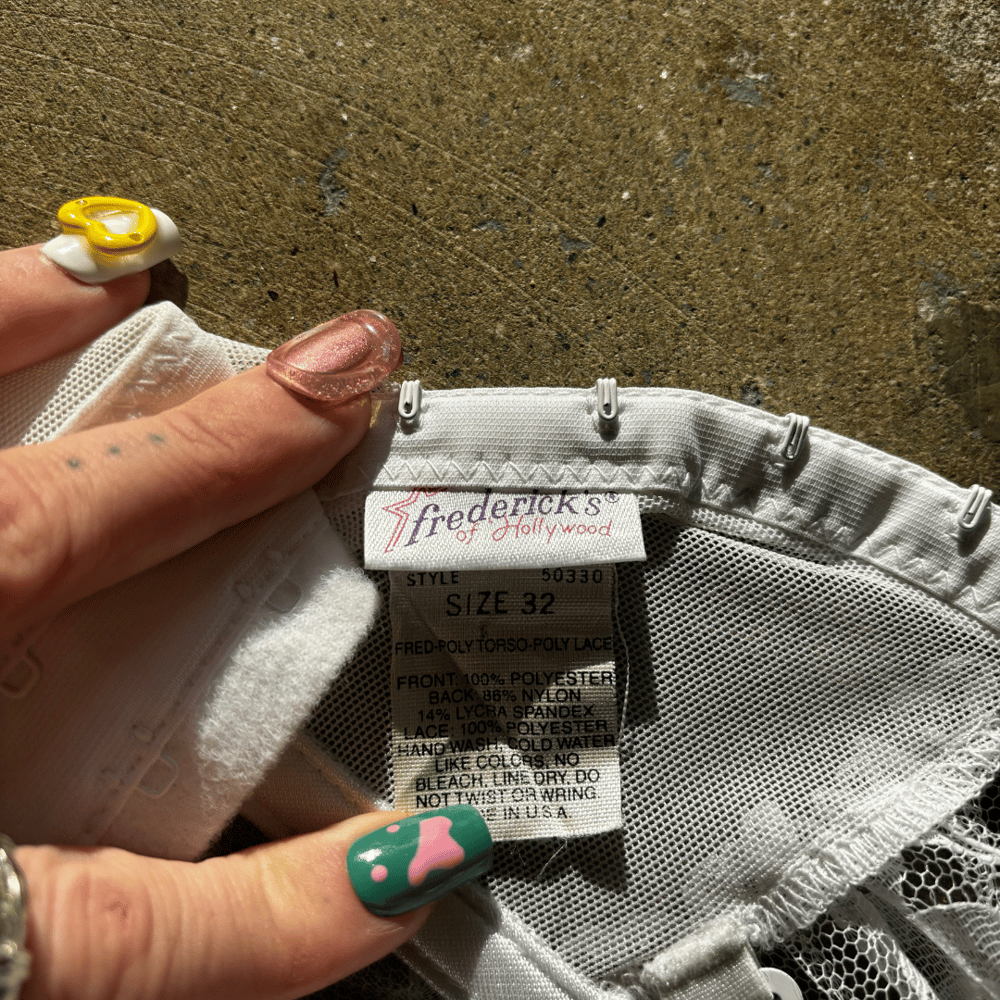 frederick's®
of Hollywood
STYLE 50330
SIZE 32
FRED-POLY TORSO-POLY LACE
FRONT: 100% POLYESTER
BACK: 86% NYLON
14% LYCRA SPANDEX
LACE: 100% POLYESTER
HAND WASH, COLD WATER
LIKE COLORS, NO
BLEACH, LINE DRY, DO
NOT TWIST OR WRING
E IN U.S.A.